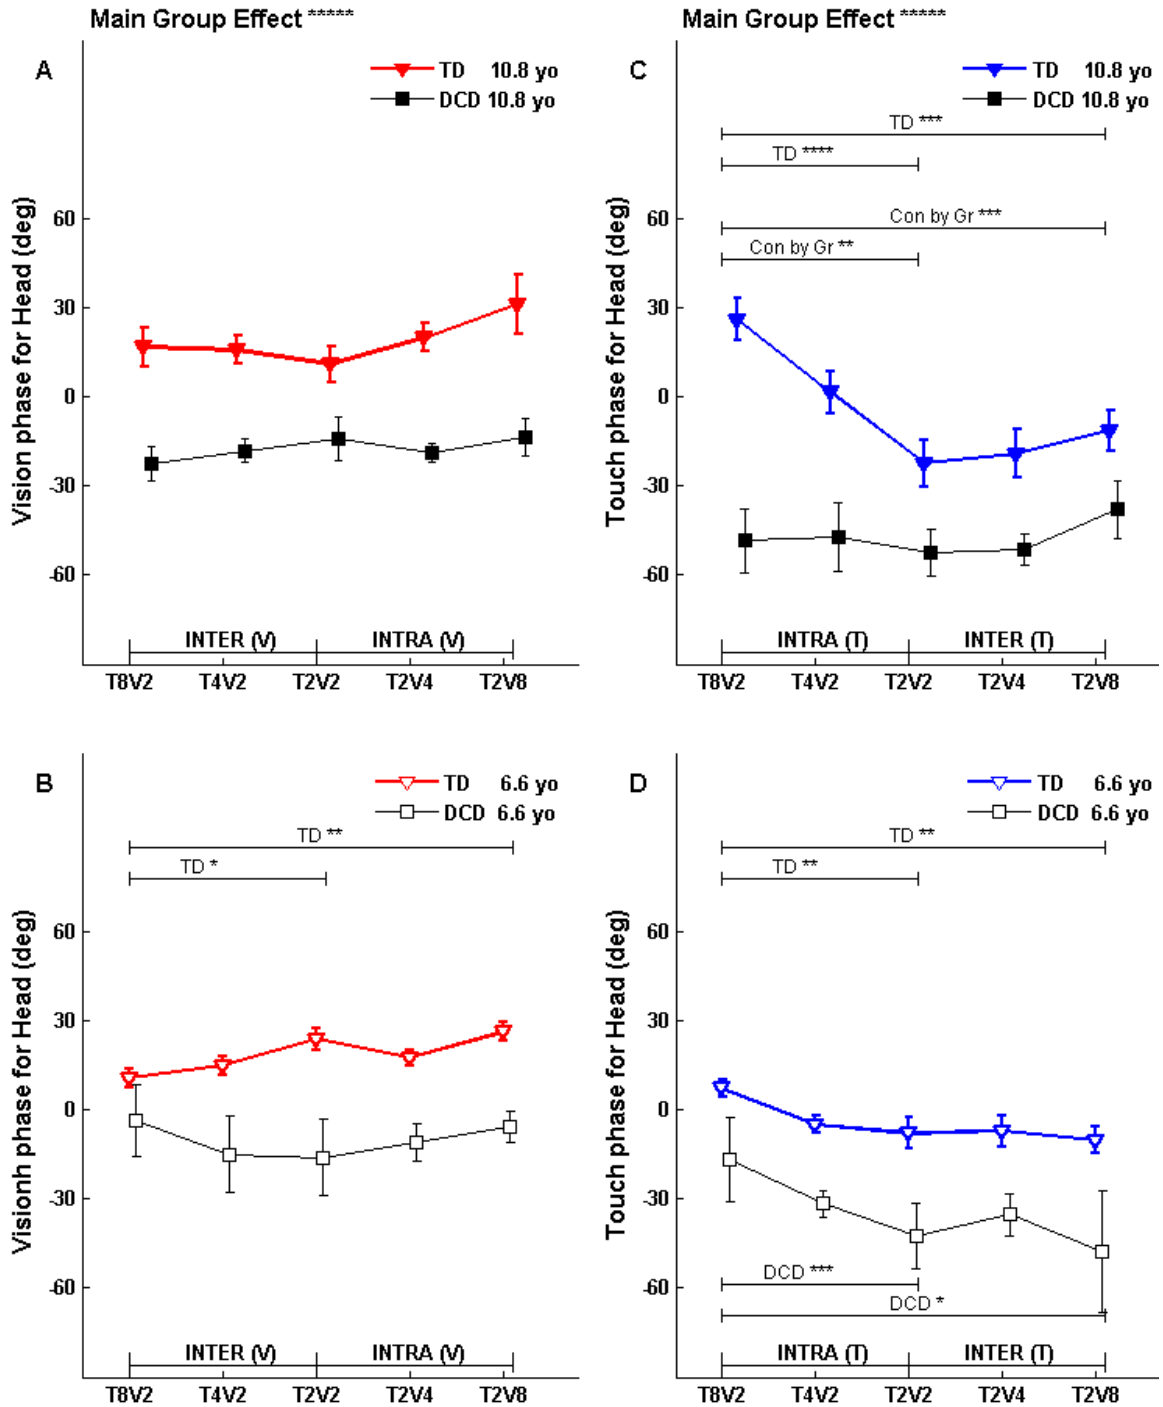 Main Group Effect *****
A
TD 10.8 yo
DCD 10.8 yo
Vision phase for Head (deg)
60
30
0
-30
-60
INTER (V)
INTRA (V)
T8V2
T4V2
T2V2
T2V4
T2V8
Main Group Effect *****
C
TD 10.8 yo
DCD 10.8 yo
TD ***
TD ****
Con by Gr ***
Con by Gr **
Touch phase for Head (deg)
60
30
0
-30
-60
INTRA (T)
INTER (T)
T8V2
T4V2
T2V2
T2V4
T2V8
B
TD 6.6 yo
DCD 6.6 yo
TD **
TD *
Visionh phase for Head (deg)
60
30
0
-30
-60
INTER (V)
INTRA (V)
T8V2
T4V2
T2V2
T2V4
T2V8
D
TD 6.6 yo
DCD 6.6 yo
TD **
TD **
Touch phase for Head (deg)
60
30
0
-30
-60
DCD ***
DCD *
INTRA (T)
INTER (T)
T8V2
T4V2
T2V2
T2V4
T2V8